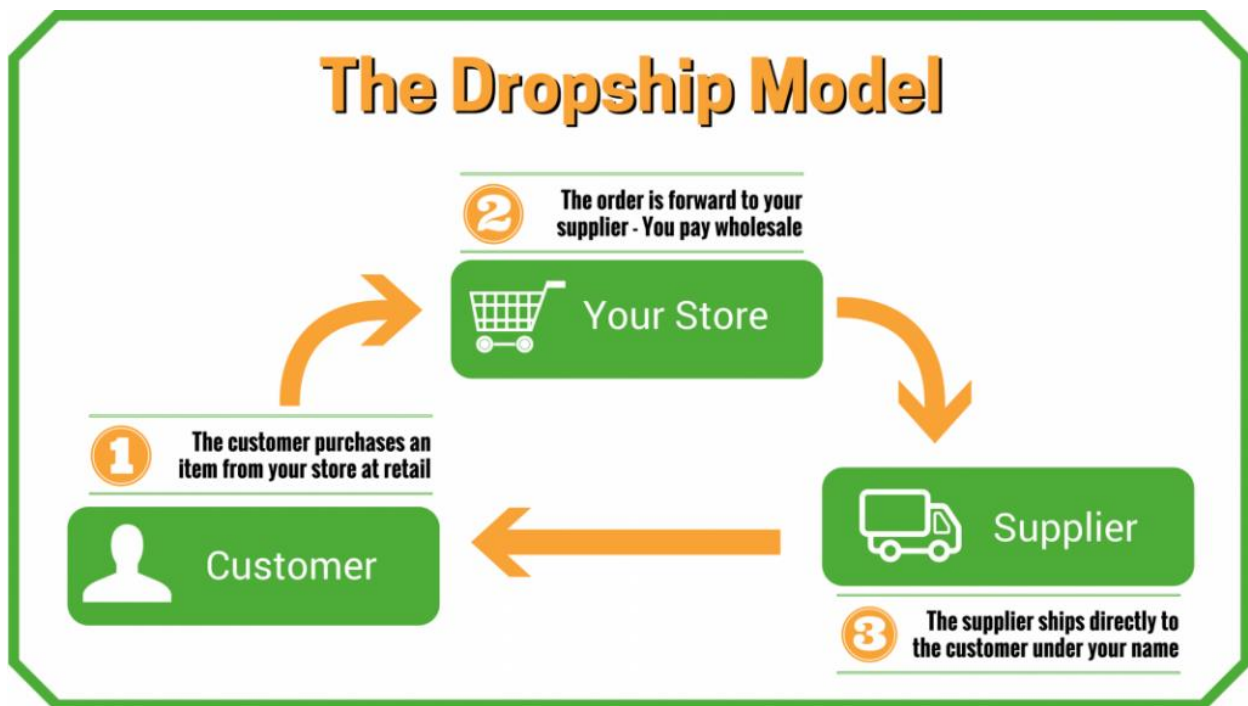 The Dropship Model
2
The order is forward to your
supplier - You pay wholesale
Your Store
1
The customer purchases an
item from your store at retail
Customer
Supplier
3
The supplier ships directly to
the customer under your name